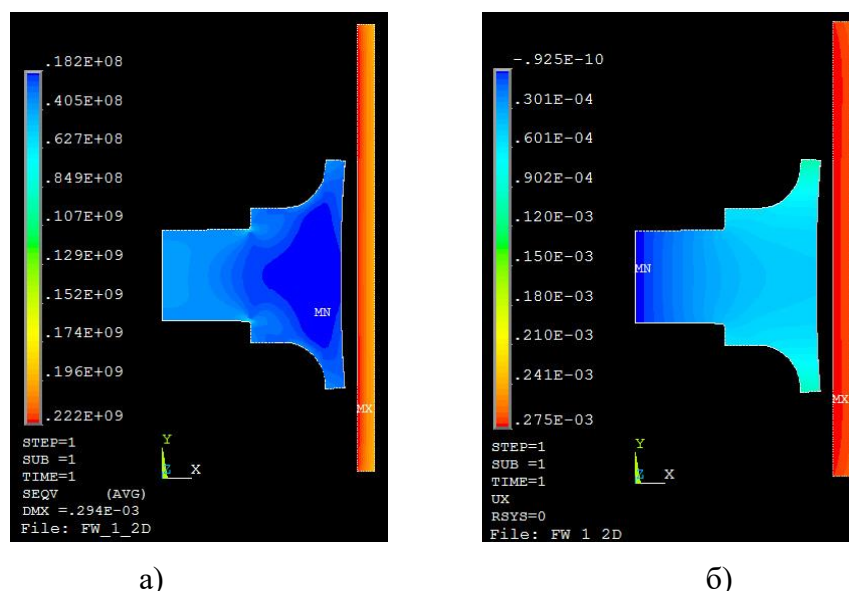 .182E+08
.405E+08
.627E+08
.849E+08
.107E+09
.129E+09
.152E+09
.174E+09
.196E+09
.222E+09
MN
MX
Y
Z X
STEP=1
SUB =1
TIME=1
SEQV (AVG)
DMX =.294E-03
File: FW_1_2D
а)
-.925E-10
.301E-04
.601E-04
.902E-04
.120E-03
.150E-03
.180E-03
.210E-03
.241E-03
.275E-03
MN
MX
Y
Z X
STEP=1
SUB =1
TIME=1
UX
RSYS=0
File: FW 1 2D
б)